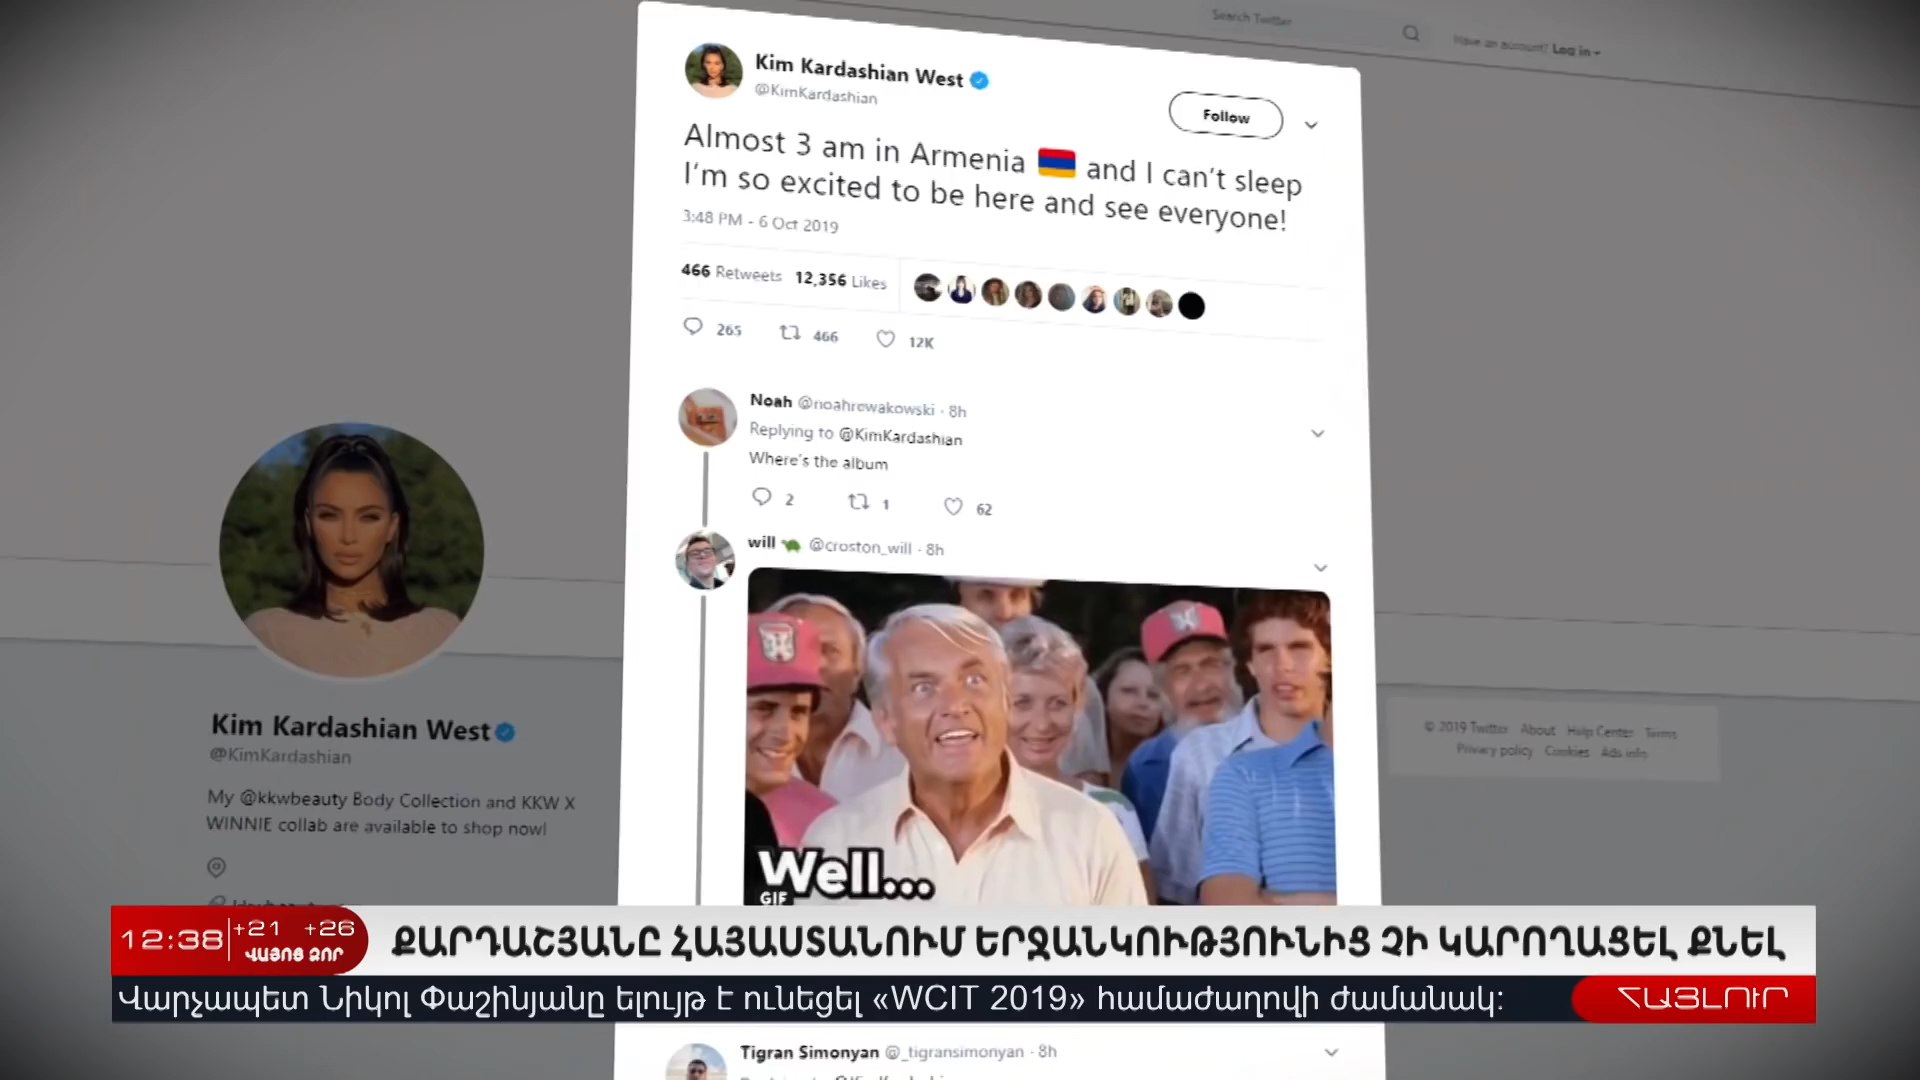 Search Twitter
Have an account? Log in
Kim Kardashian West
@KimKardashian
Follow
Almost 3 am in Armenia 🇦🇲 and I can't sleep
I'm so excited to be here and see everyone!
3:48 PM - 6 Oct 2019
466 Retweets 12,356 Likes
265 466 12K
Noah @noahrewakowski · 8h
Replying to @KimKardashian
Where's the album
2 1 62
will 🐢 @croston_will · 8h
Well...
GIF
Kim Kardashian West
@KimKardashian
My @kkwbeauty Body Collection and KKW X
WINNIE collab are available to shop now!
© 2019 Twitter About Help Center Terms
Privacy policy Cookies Ads info
12:38 +21 +26
ՎԱՅՈՑ ՁՈՐ
ՔԱՐԴԱՇՅԱՆԸ ՀԱՅԱՍՏԱՆՈՒՄ ԵՐՋԱՆԿՈՒԹՅՈՒՆԻՑ ՉԻ ԿԱՐՈՂԱՑԵԼ ՔՆԵԼ
Վարչապետ Նիկոլ Փաշինյանը ելույթ է ունեցել «WCIT 2019» համաժաղովի ժամանակ:
ՀԱՅԼՈՒՐ
Tigran Simonyan @_tigransimonyan · 8h